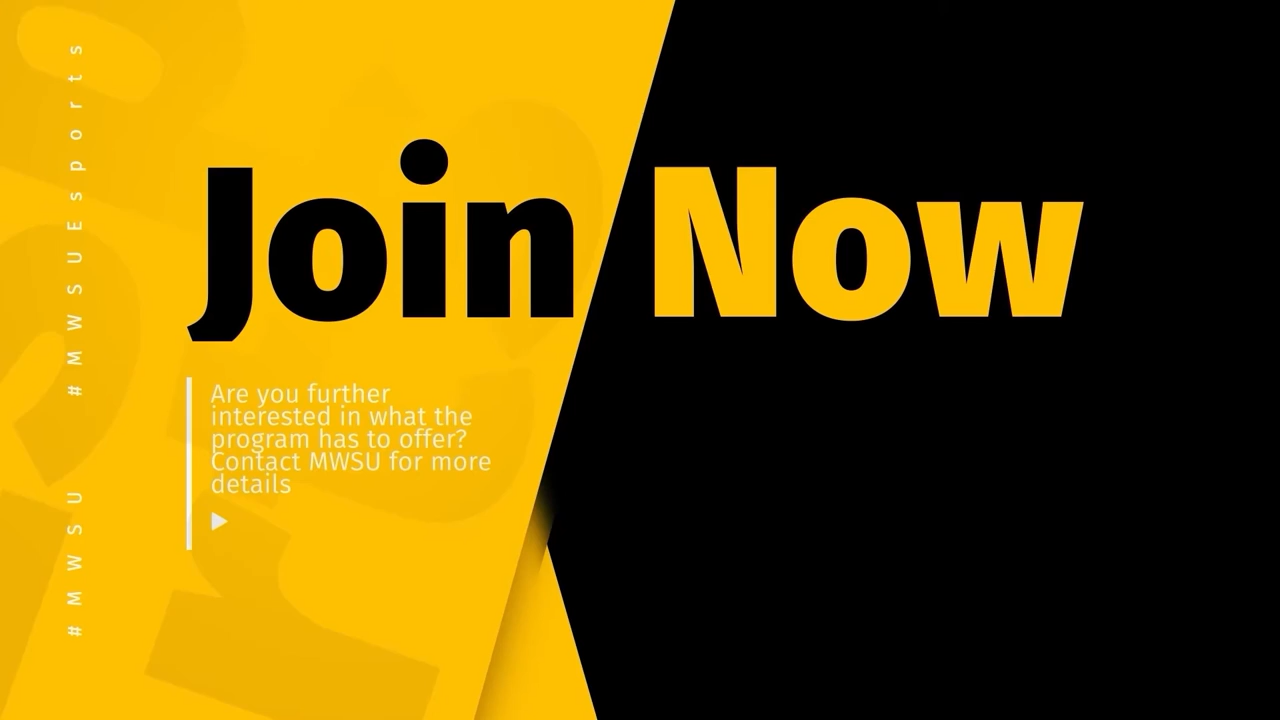 #MWSU #MWSUEsports
Join Now
Are you further
interested in what the
program has to offer?
Contact MWSU for more
details